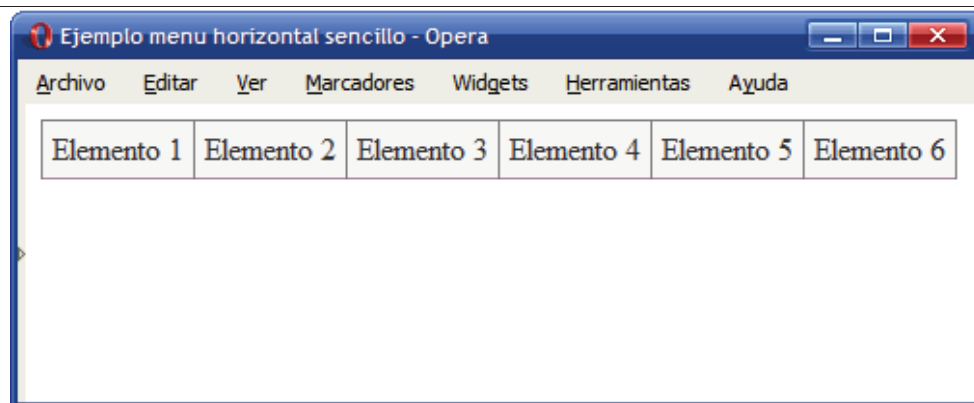 Ejemplo menu horizontal sencillo - Opera
Archivo Editar Ver Marcadores Widgets Herramientas Ayuda
Elemento 1 Elemento 2 Elemento 3 Elemento 4 Elemento 5 Elemento 6